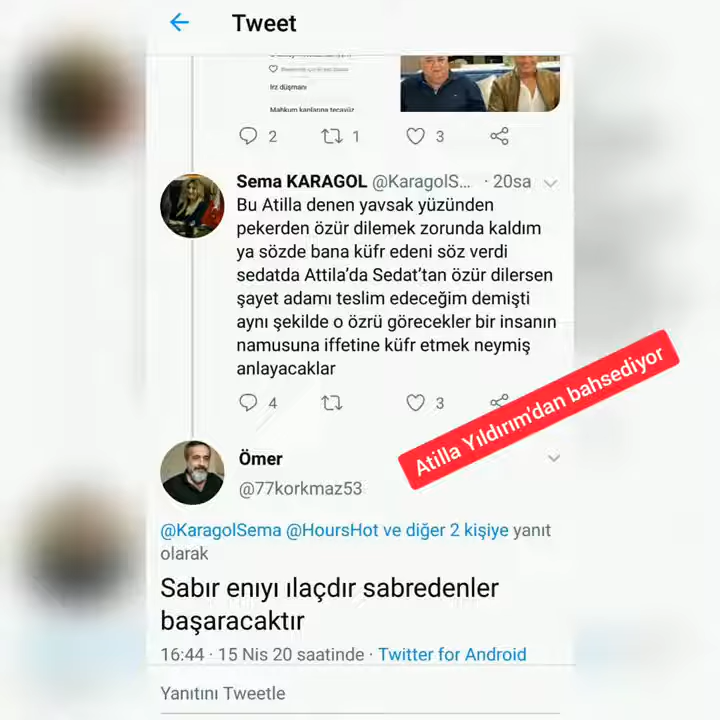 Tweet
Irz düşmanı
Mahkum karılarına tecavüz
2 1 3
Sema KARAGOL @KaragolS... · 20sa
Bu Atilla denen yavsak yüzünden
pekerden özür dilemek zorunda kaldım
ya sözde bana küfr edeni söz verdi
sedatda Attila'da Sedat'tan özür dilersen
şayet adamı teslim edeceğim demişti
aynı şekilde o özrü görecekler bir insanın
namusuna iffetine küfr etmek neymiş
anlayacaklar
4 3
Atilla Yıldırım'dan bahsediyor
Ömer
@77korkmaz53
@KaragolSema @HoursHot ve diğer 2 kişiye yanıt
olarak
Sabır enıyı ılaçdır sabredenler
başaracaktır
16:44 · 15 Nis 20 saatinde · Twitter for Android
Yanıtını Tweetle